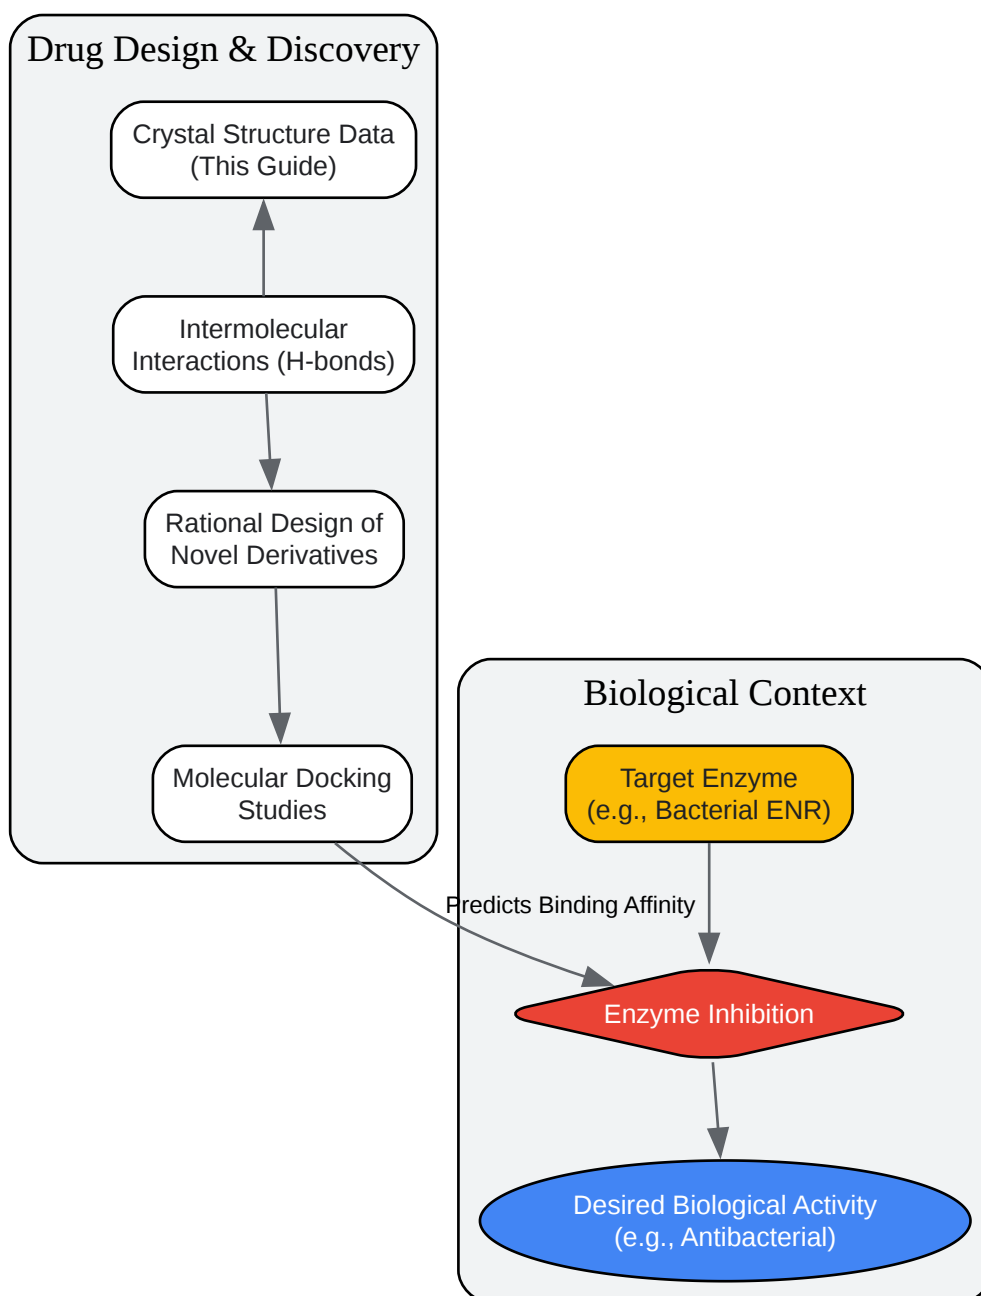 Drug Design & Discovery
Crystal Structure Data
(This Guide)
Intermolecular
Interactions (H-bonds)
Rational Design of
Novel Derivatives
Molecular Docking
Studies
Biological Context
Target Enzyme
(e.g., Bacterial ENR)
Predicts Binding Affinity
Enzyme Inhibition
Desired Biological Activity
(e.g., Antibacterial)